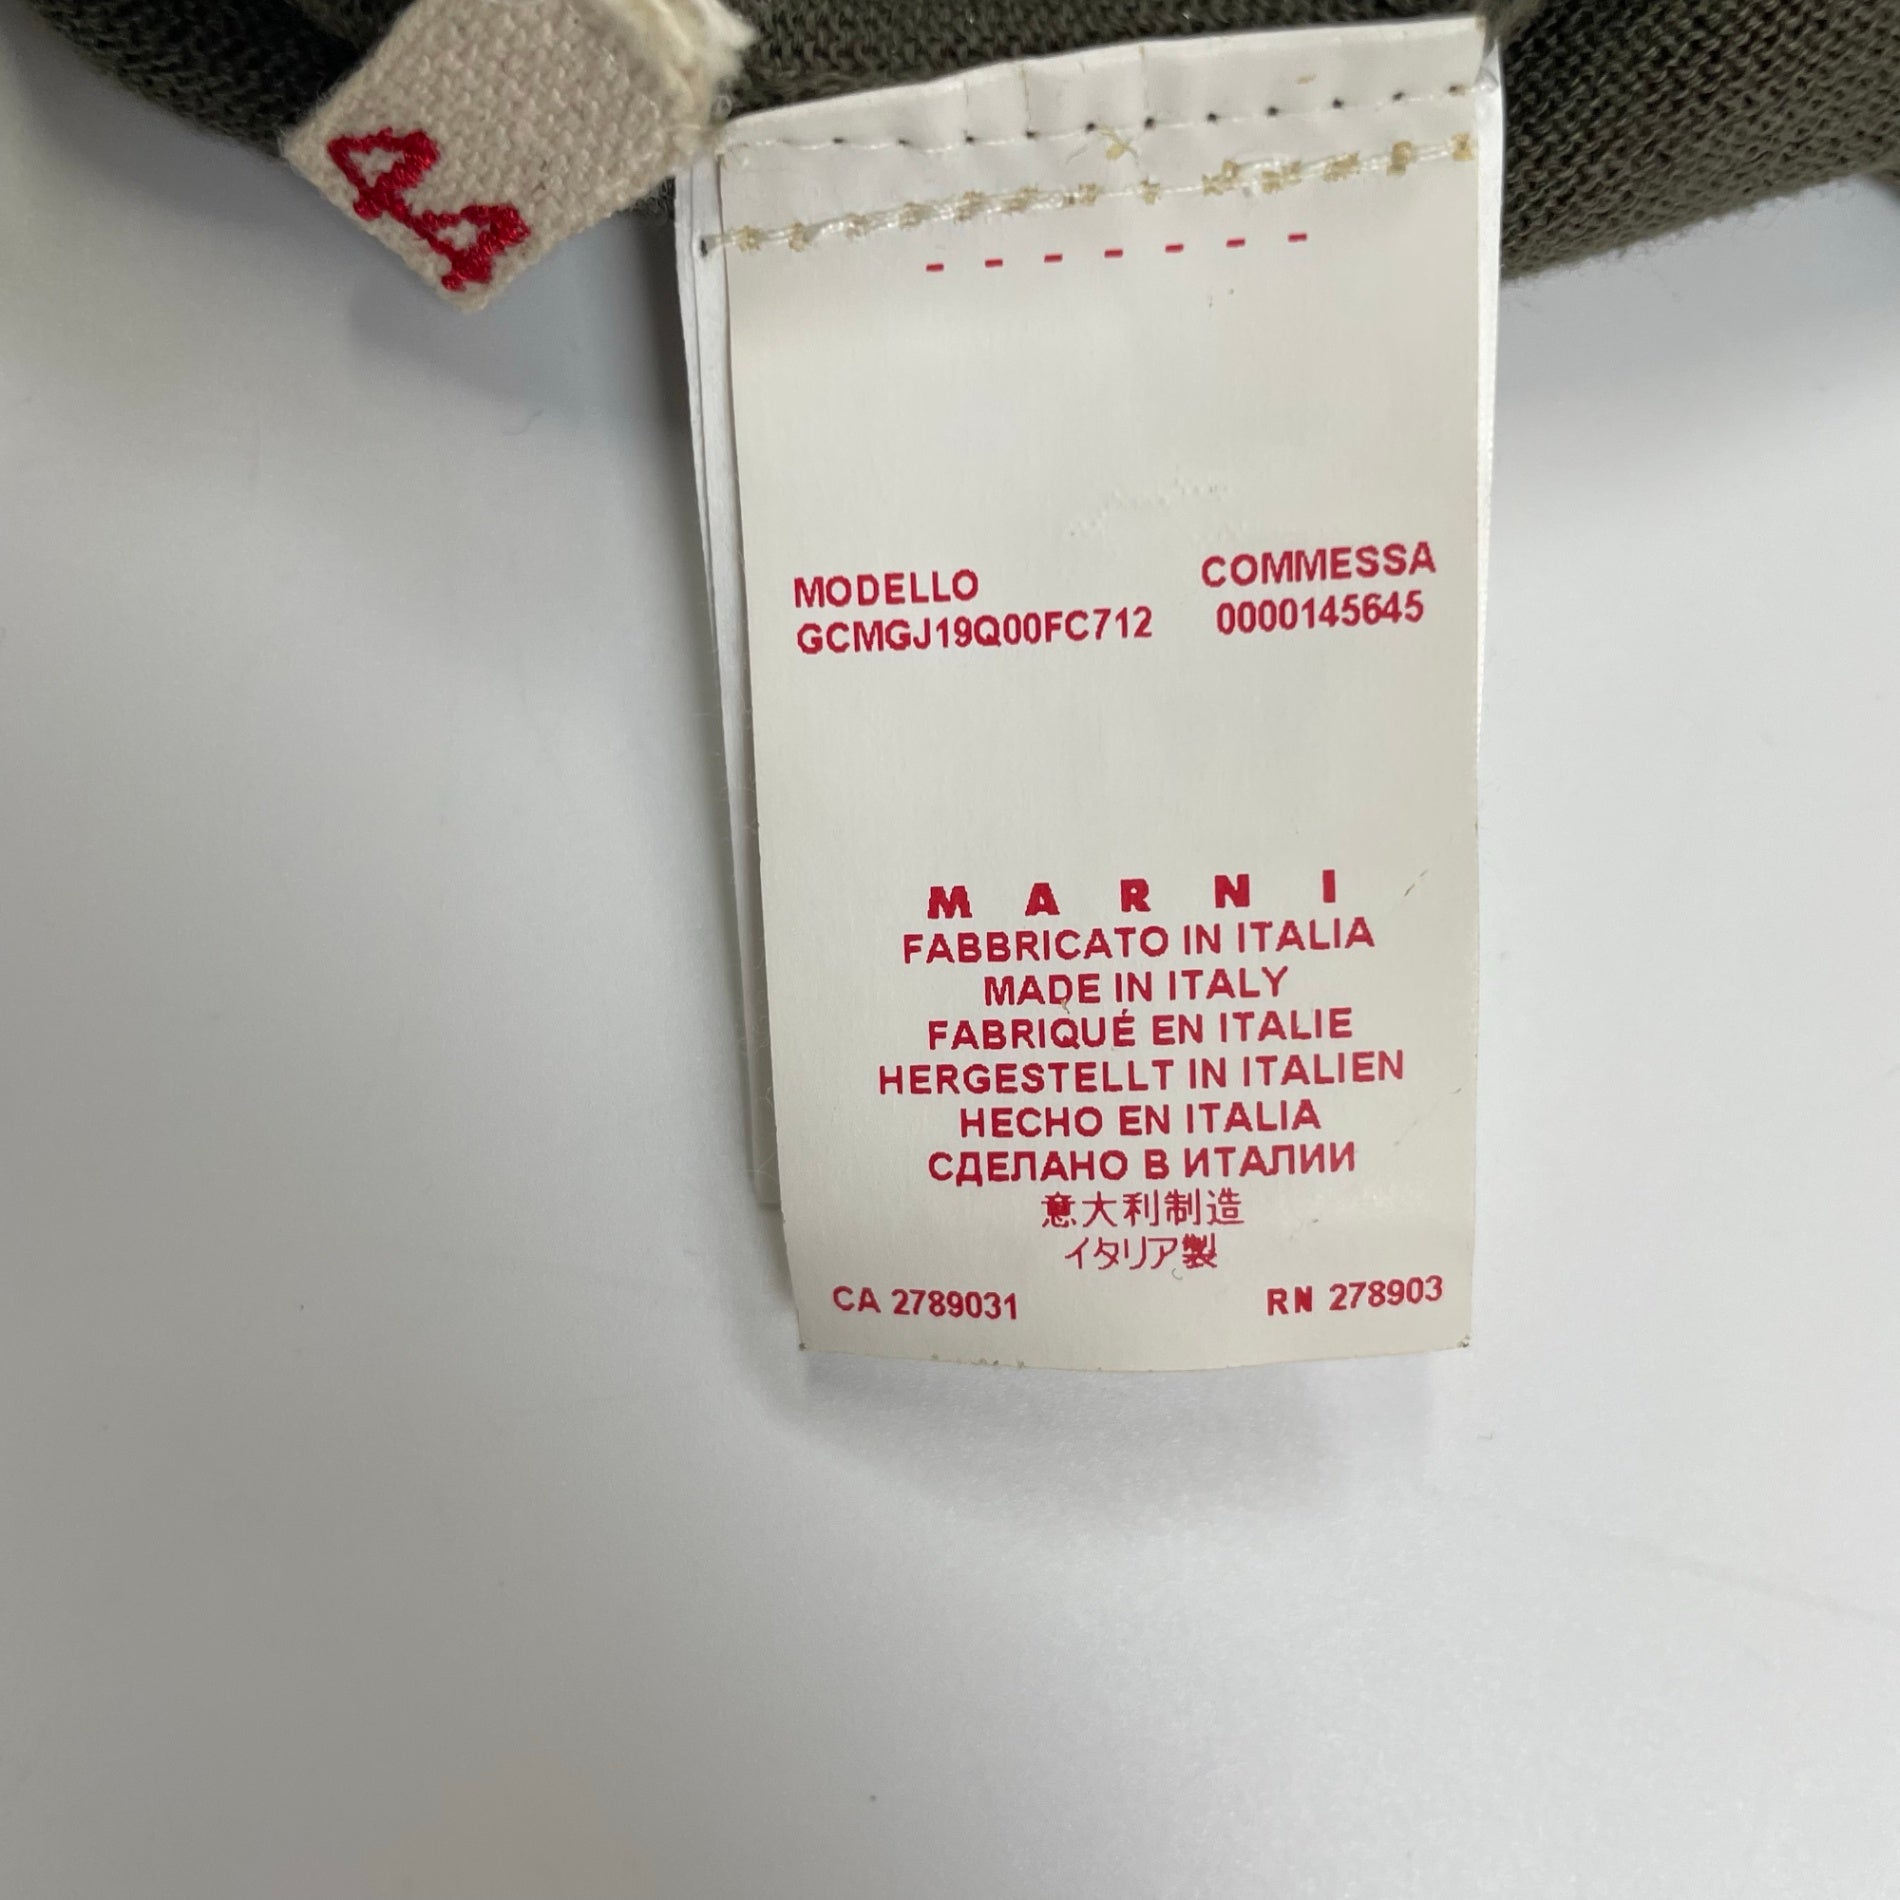 44
- - - - - - -
MODELLO COMMESSA
GCMGJ19Q00FC712 0000145645
MARNI
FABBRICATO IN ITALIA
MADE IN ITALY
FABRIQUÉ EN ITALIE
HERGESTELLT IN ITALIEN
HECHO EN ITALIA
СДЕЛАНО В ИТАЛИИ
意大利制造
イタリア製
CA 2789031 RN 278903